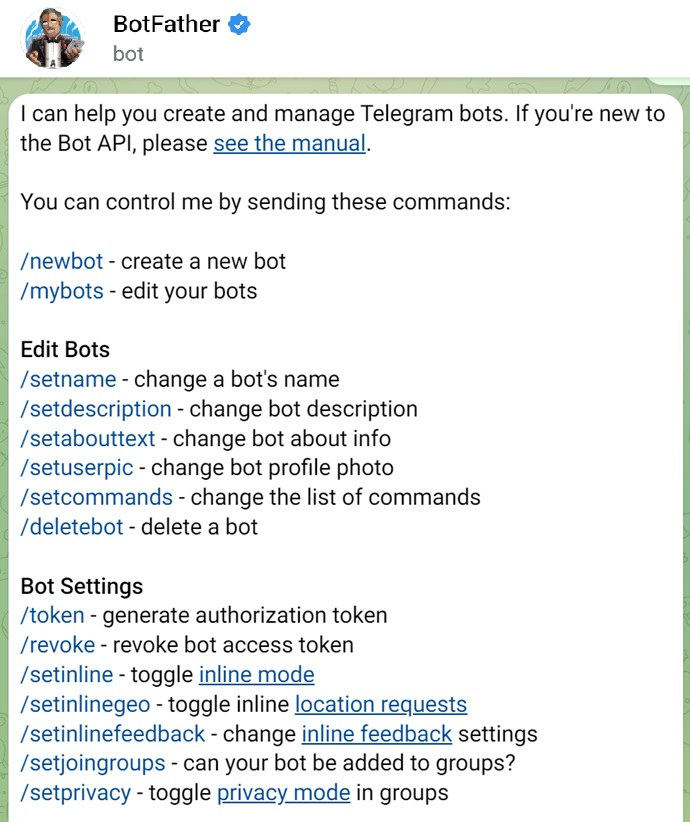 BotFather
bot
I can help you create and manage Telegram bots. If you're new to
the Bot API, please see the manual.
You can control me by sending these commands:
/newbot - create a new bot
/mybots - edit your bots
Edit Bots
/setname - change a bot's name
/setdescription - change bot description
/setabouttext - change bot about info
/setuserpic - change bot profile photo
/setcommands - change the list of commands
/deletebot - delete a bot
Bot Settings
/token - generate authorization token
/revoke - revoke bot access token
/setinline - toggle inline mode
/setinlinegeo - toggle inline location requests
/setinlinefeedback - change inline feedback settings
/setjoingroups - can your bot be added to groups?
/setprivacy - toggle privacy mode in groups